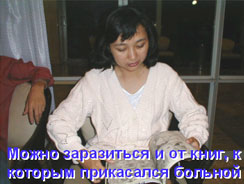 Можно заразиться и от книг, к
которым прикасался больной